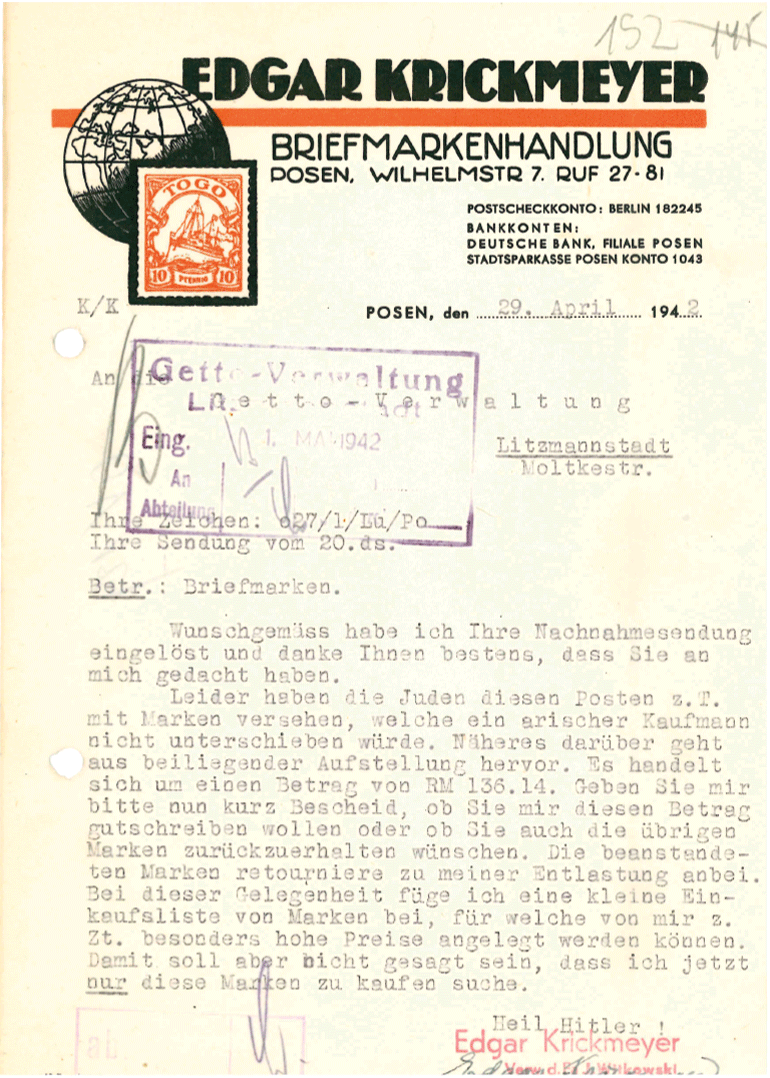 152 145
EDGAR KRICKMEYER
BRIEFMARKENHANDLUNG
POSEN, WILHELMSTR 7. RUF 27-81
TOGO
10 10
PFENNIG
POSTSCHECKKONTO: BERLIN 182245
BANKKONTEN:
DEUTSCHE BANK, FILIALE POSEN
STADTSPARKASSE POSEN KONTO 1043
K/K
POSEN, den 29. April 1942
An die
Getto-Verwaltung
Getto-Verwaltung
Eing. 1. MAI 1942
An
Abteilung
Litzmannstadt
Moltkestr.
Ihre Zeichen: 027/1/Lü/Po
Ihre Sendung vom 20.ds.
Betr.: Briefmarken.
Wunschgemäss habe ich Ihre Nachnahmesendung
eingelöst und danke Ihnen bestens, dass Sie an
mich gedacht haben.
Leider haben die Juden diesen Posten z.T.
mit Marken versehen, welche ein arischer Kaufmann
nicht unterschieben würde. Näheres darüber geht
aus beiliegender Aufstellung hervor. Es handelt
sich um einen Betrag von RM 136.14. Geben Sie mir
bitte nun kurz Bescheid, ob Sie mir diesen Betrag
gutschreiben wollen oder ob Sie auch die übrigen
Marken zurückzuerhalten wünschen. Die beanstande-
ten Marken retourniere zu meiner Entlastung anbei.
Bei dieser Gelegenheit füge ich eine kleine Ein-
kaufsliste von Marken bei, für welche von mir z.
Zt. besonders hohe Preise angelegt werden können.
Damit soll aber nicht gesagt sein, dass ich jetzt
nur diese Marken zu kaufen suche.
Heil Hitler !
Edgar Krickmeyer
Verw. d. Fa. J. Witkowski
ab